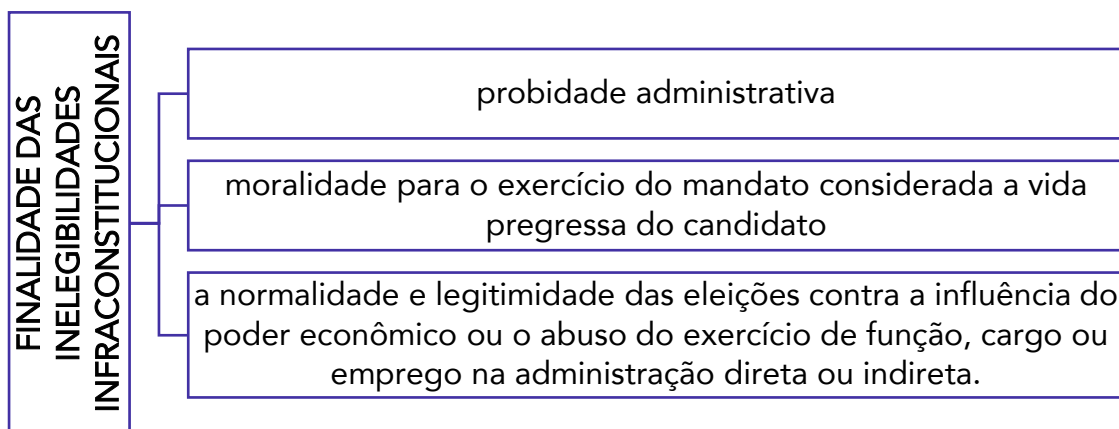 FINALIDADE DAS
INELEGIBILIDADES
INFRACONSTITUCIONAIS
probidade administrativa
moralidade para o exercício do mandato considerada a vida
pregressa do candidato
a normalidade e legitimidade das eleições contra a influência do
poder econômico ou o abuso do exercício de função, cargo ou
emprego na administração direta ou indireta.